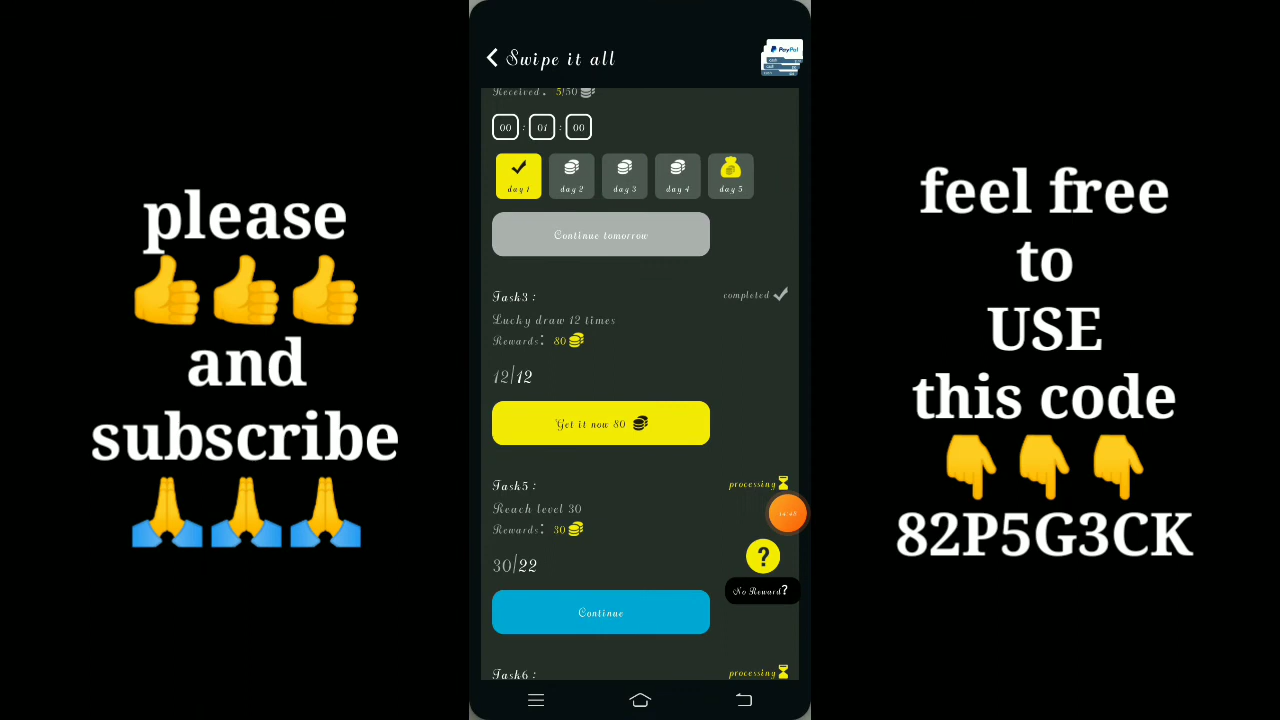 please
👍👍👍
and
subscribe
🙏🙏🙏
Swipe it all
PayPal
Received: 5/50
00 : 01 : 00
day 1
day 2
day 3
day 4
day 5
Continue tomorrow
Task3 :
completed
Lucky draw 12 times
Rewards: 80
12/12
Get it now 80
Task5 :
processing
Reach level 30
Rewards: 30
30/22
?
No Reward?
Continue
Task6 :
processing
feel free
to
USE
this code
👇👇👇
82P5G3CK